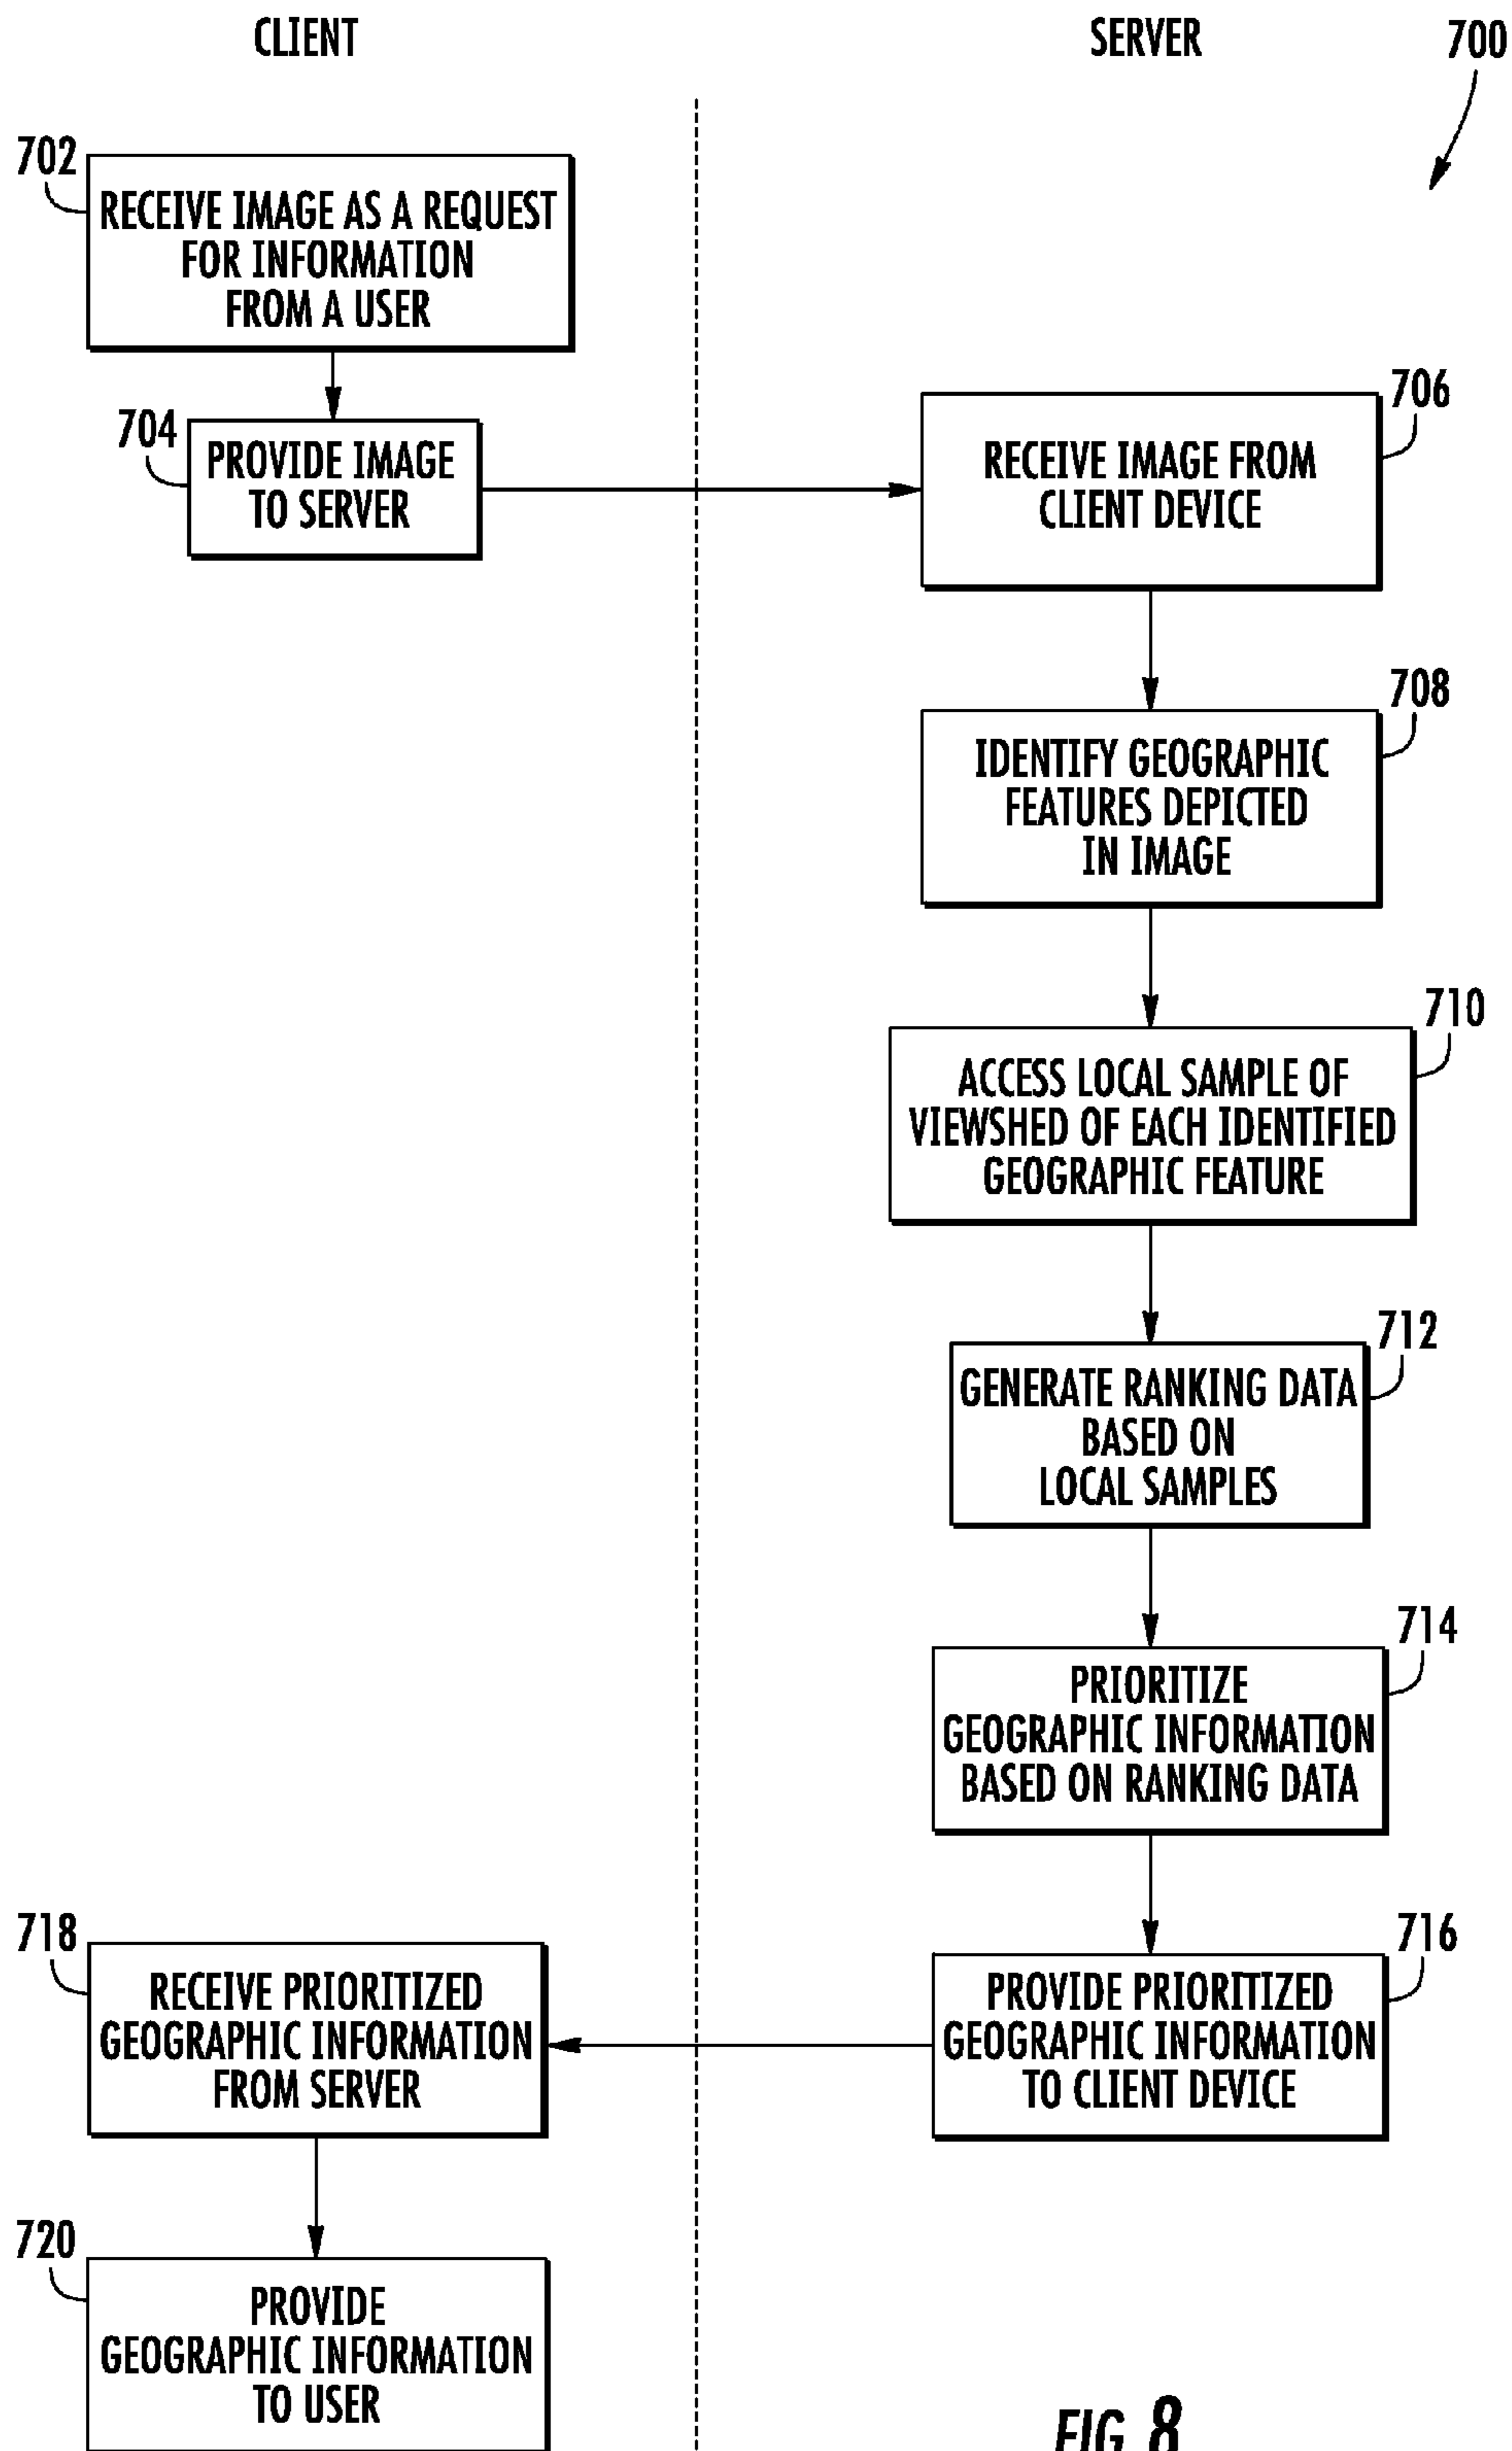 CLIENT
SERVER
700
702
RECEIVE IMAGE AS A REQUEST
FOR INFORMATION
FROM A USER
704
PROVIDE IMAGE
TO SERVER
706
RECEIVE IMAGE FROM
CLIENT DEVICE
708
IDENTIFY GEOGRAPHIC
FEATURES DEPICTED
IN IMAGE
710
ACCESS LOCAL SAMPLE OF
VIEWSHED OF EACH IDENTIFIED
GEOGRAPHIC FEATURE
712
GENERATE RANKING DATA
BASED ON
LOCAL SAMPLES
714
PRIORITIZE
GEOGRAPHIC INFORMATION
BASED ON RANKING DATA
716
PROVIDE PRIORITIZED
GEOGRAPHIC INFORMATION
TO CLIENT DEVICE
718
RECEIVE PRIORITIZED
GEOGRAPHIC INFORMATION
FROM SERVER
720
PROVIDE
GEOGRAPHIC INFORMATION
TO USER
FIG. 8